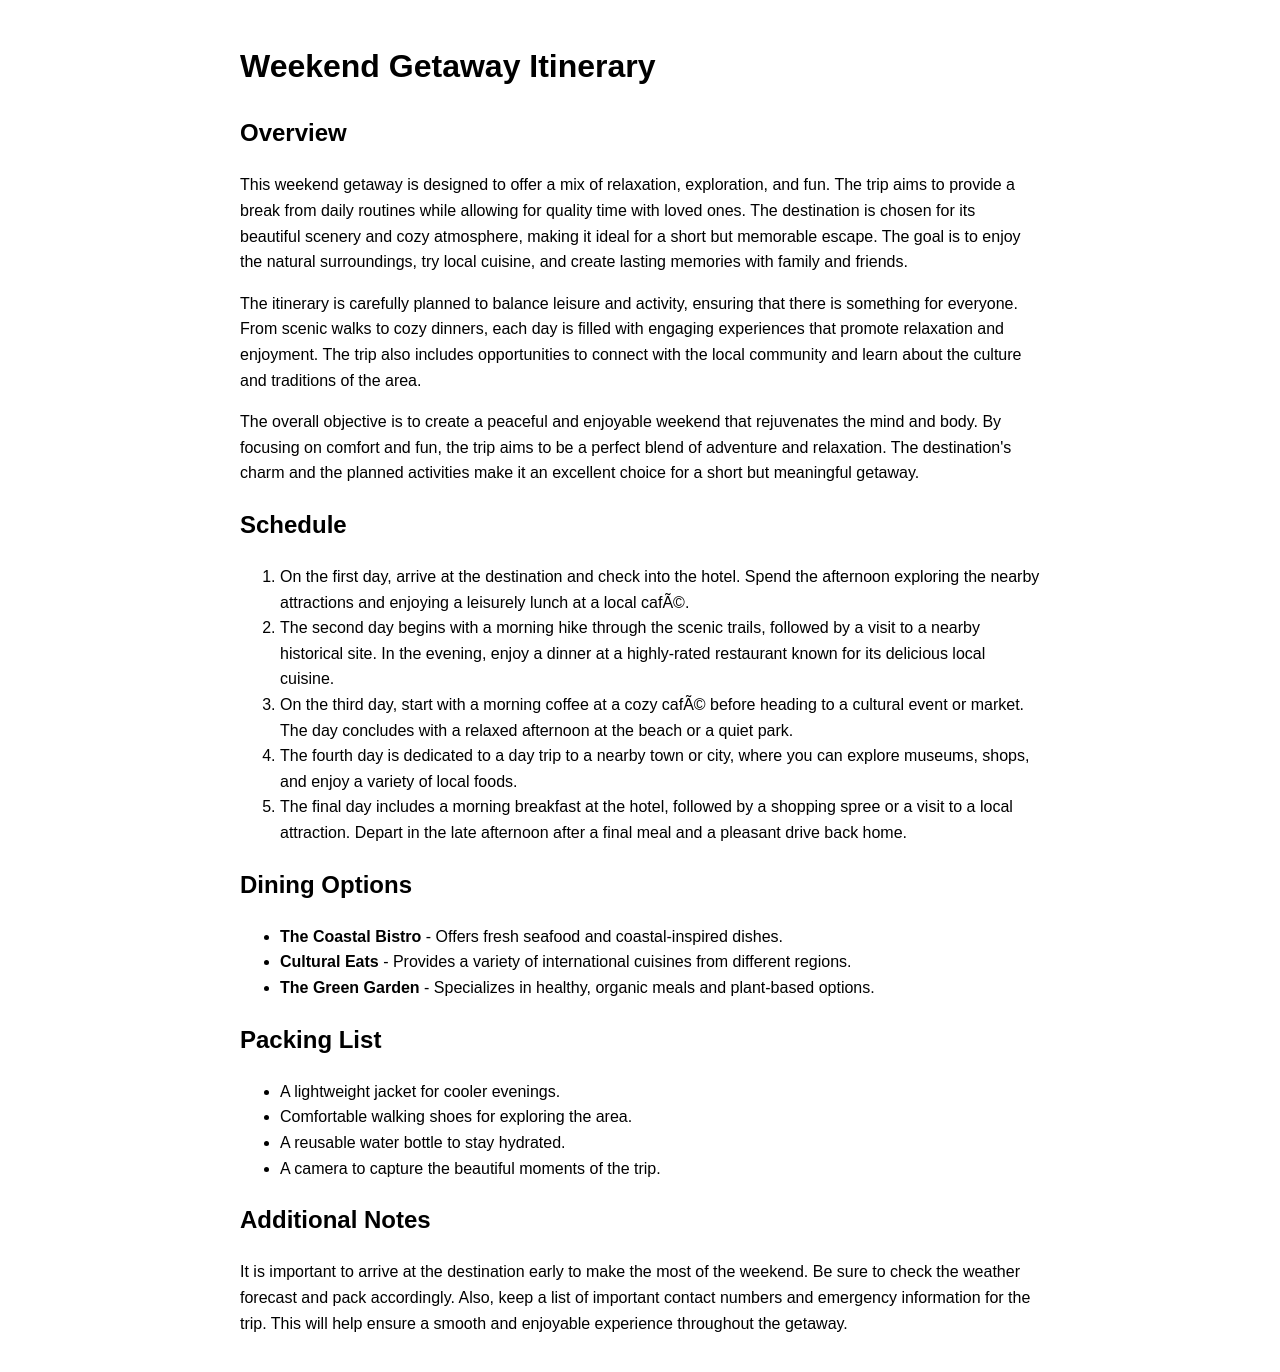 Weekend Getaway Itinerary
Overview
This weekend getaway is designed to offer a mix of relaxation, exploration, and fun. The trip aims to provide a
break from daily routines while allowing for quality time with loved ones. The destination is chosen for its
beautiful scenery and cozy atmosphere, making it ideal for a short but memorable escape. The goal is to enjoy
the natural surroundings, try local cuisine, and create lasting memories with family and friends.
The itinerary is carefully planned to balance leisure and activity, ensuring that there is something for everyone.
From scenic walks to cozy dinners, each day is filled with engaging experiences that promote relaxation and
enjoyment. The trip also includes opportunities to connect with the local community and learn about the culture
and traditions of the area.
The overall objective is to create a peaceful and enjoyable weekend that rejuvenates the mind and body. By
focusing on comfort and fun, the trip aims to be a perfect blend of adventure and relaxation. The destination's
charm and the planned activities make it an excellent choice for a short but meaningful getaway.
Schedule
1. On the first day, arrive at the destination and check into the hotel. Spend the afternoon exploring the nearby
attractions and enjoying a leisurely lunch at a local cafÃ©.
2. The second day begins with a morning hike through the scenic trails, followed by a visit to a nearby
historical site. In the evening, enjoy a dinner at a highly-rated restaurant known for its delicious local
cuisine.
3. On the third day, start with a morning coffee at a cozy cafÃ© before heading to a cultural event or market.
The day concludes with a relaxed afternoon at the beach or a quiet park.
4. The fourth day is dedicated to a day trip to a nearby town or city, where you can explore museums, shops,
and enjoy a variety of local foods.
5. The final day includes a morning breakfast at the hotel, followed by a shopping spree or a visit to a local
attraction. Depart in the late afternoon after a final meal and a pleasant drive back home.
Dining Options
• The Coastal Bistro - Offers fresh seafood and coastal-inspired dishes.
• Cultural Eats - Provides a variety of international cuisines from different regions.
• The Green Garden - Specializes in healthy, organic meals and plant-based options.
Packing List
• A lightweight jacket for cooler evenings.
• Comfortable walking shoes for exploring the area.
• A reusable water bottle to stay hydrated.
• A camera to capture the beautiful moments of the trip.
Additional Notes
It is important to arrive at the destination early to make the most of the weekend. Be sure to check the weather
forecast and pack accordingly. Also, keep a list of important contact numbers and emergency information for the
trip. This will help ensure a smooth and enjoyable experience throughout the getaway.